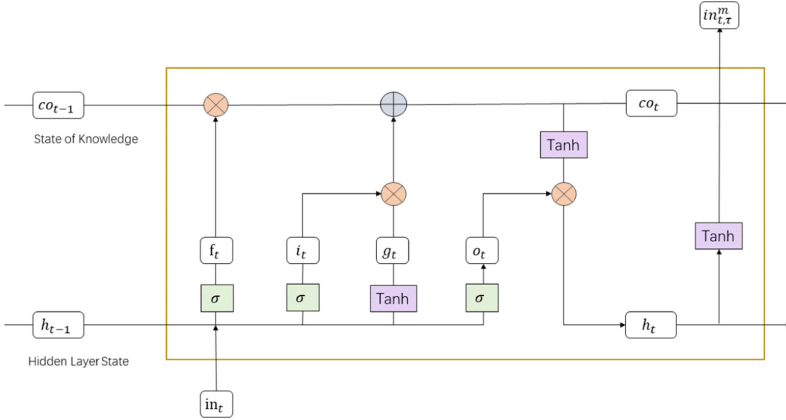 in^m_{t,τ}
co_{t-1}
co_t
State of Knowledge
Tanh
f_t
i_t
g_t
o_t
Tanh
σ
σ
Tanh
σ
h_{t-1}
h_t
Hidden Layer State
in_t